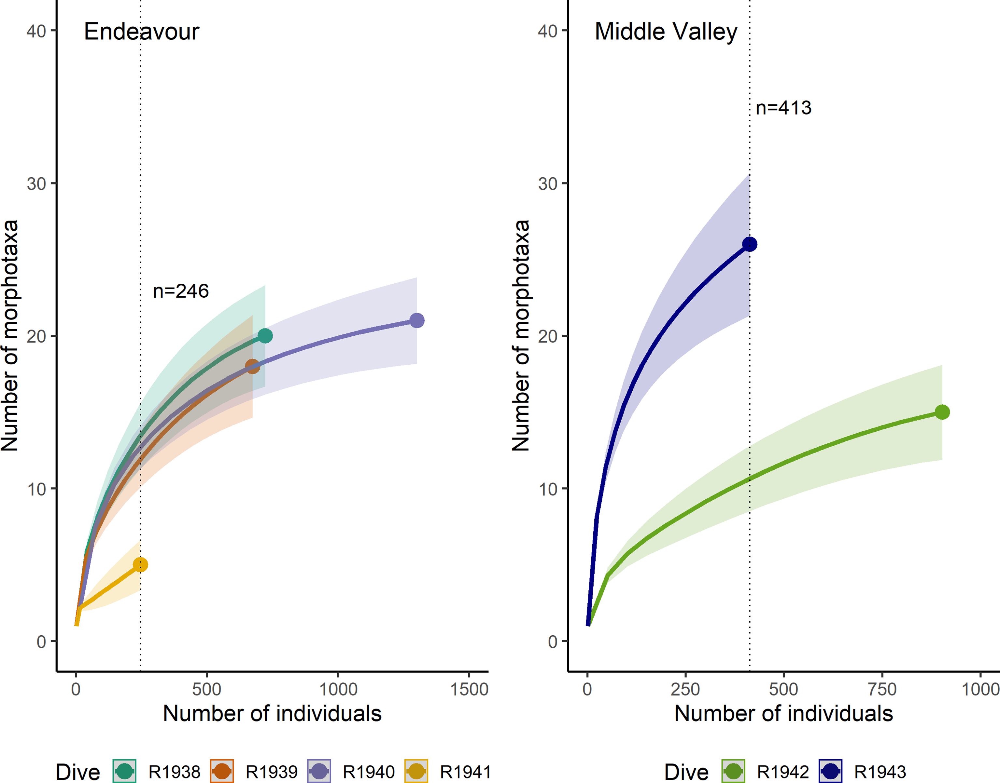 Endeavour
n=246
40
30
20
10
0
Number of morphotaxa
0 500 1000 1500
Number of individuals
Dive R1938 R1939 R1940 R1941
Middle Valley
n=413
40
30
20
10
0
Number of morphotaxa
0 250 500 750 1000
Number of individuals
Dive R1942 R1943